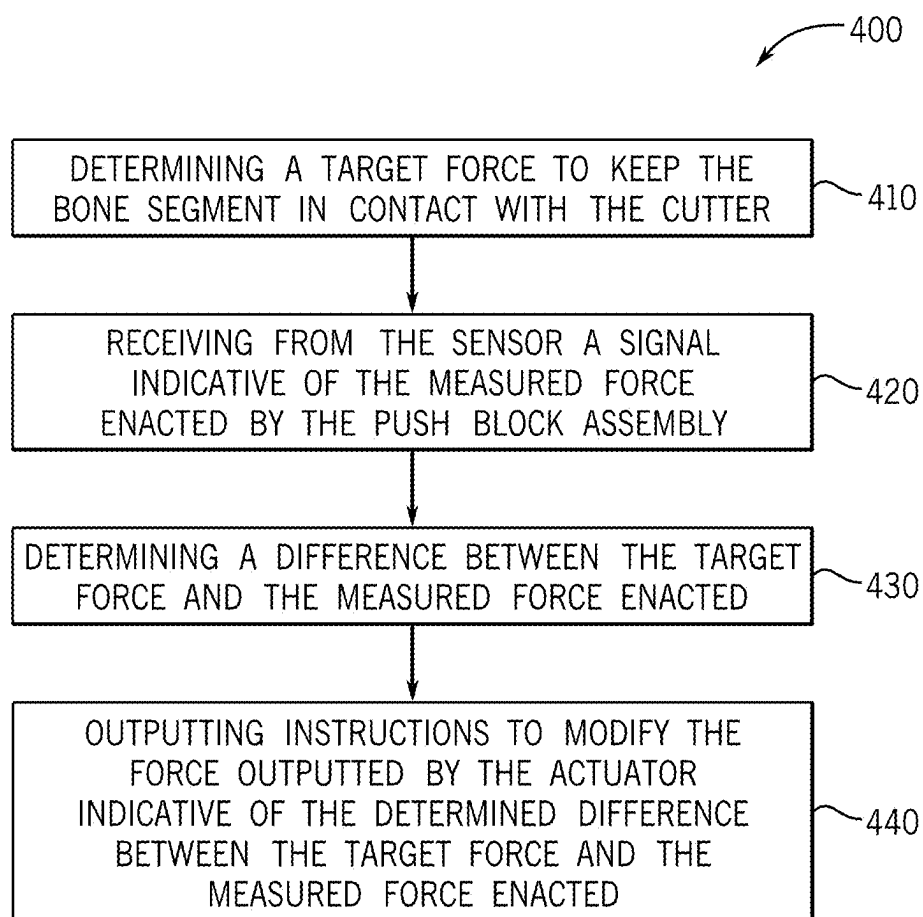 400
DETERMINING A TARGET FORCE TO KEEP THE
BONE SEGMENT IN CONTACT WITH THE CUTTER
410
RECEIVING FROM THE SENSOR A SIGNAL
INDICATIVE OF THE MEASURED FORCE
ENACTED BY THE PUSH BLOCK ASSEMBLY
420
DETERMINING A DIFFERENCE BETWEEN THE TARGET
FORCE AND THE MEASURED FORCE ENACTED
430
OUTPUTTING INSTRUCTIONS TO MODIFY THE
FORCE OUTPUTTED BY THE ACTUATOR
INDICATIVE OF THE DETERMINED DIFFERENCE
BETWEEN THE TARGET FORCE AND THE
MEASURED FORCE ENACTED
440